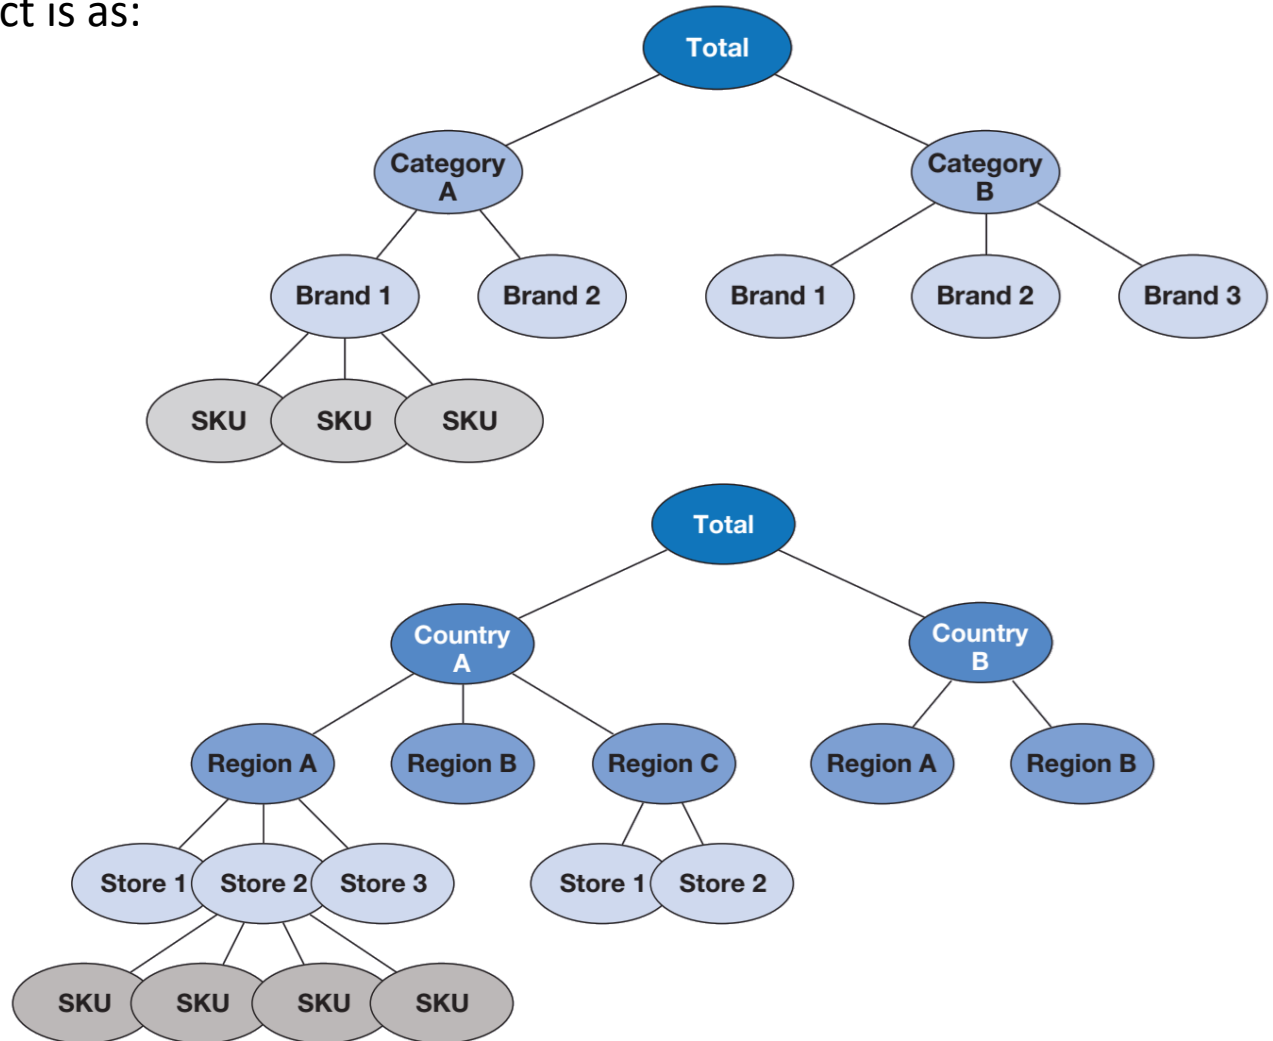 ct is as:
Total
Category
A
Category
B
Brand 1
Brand 2
Brand 1
Brand 2
Brand 3
SKU
SKU
SKU
Total
Country
A
Country
B
Region A
Region B
Region C
Region A
Region B
Store 1
Store 2
Store 3
Store 1
Store 2
SKU
SKU
SKU
SKU